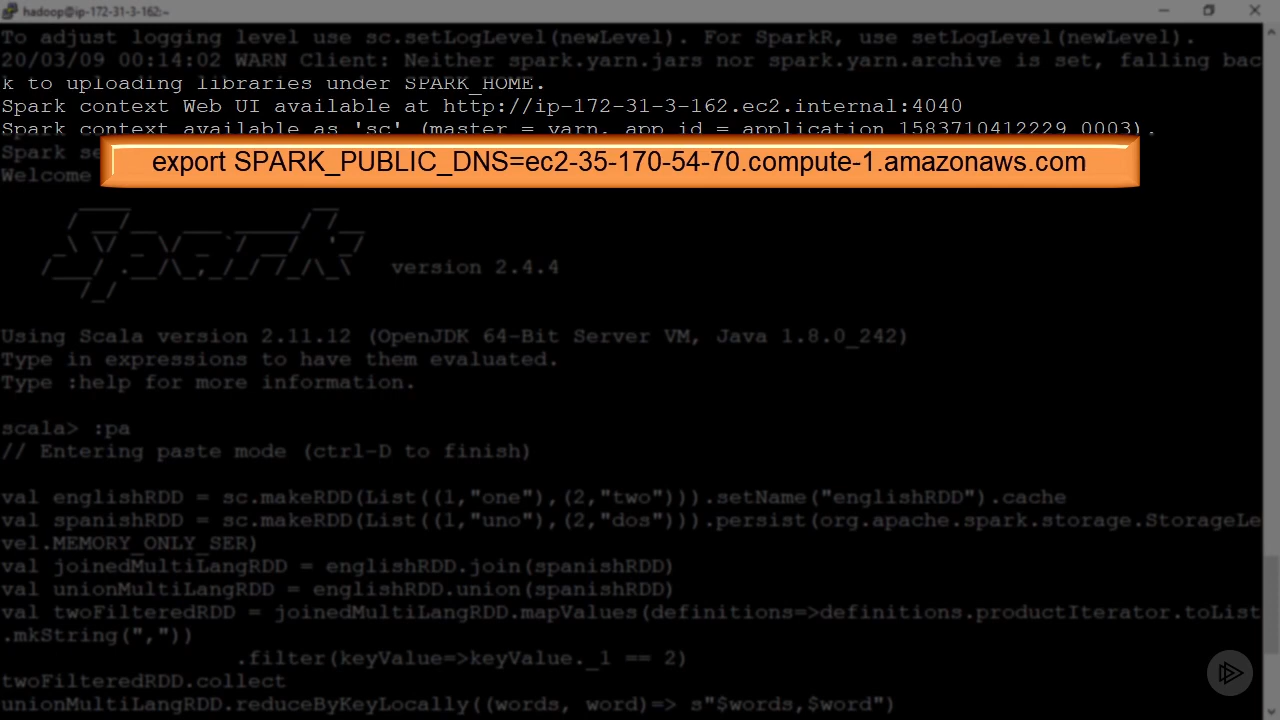 hadoop@ip-172-31-3-162:~
To adjust logging level use sc.setLogLevel(newLevel). For SparkR, use setLogLevel(newLevel).
20/03/09 00:14:02 WARN Client: Neither spark.yarn.jars nor spark.yarn.archive is set, falling bac
k to uploading libraries under SPARK_HOME.
Spark context Web UI available at http://ip-172-31-3-162.ec2.internal:4040
Spark context available as 'sc' (master = yarn, app id = application_1583710412229_0003).
Spark se
export SPARK_PUBLIC_DNS=ec2-35-170-54-70.compute-1.amazonaws.com
Welcome
Spark version 2.4.4
Using Scala version 2.11.12 (OpenJDK 64-Bit Server VM, Java 1.8.0_242)
Type in expressions to have them evaluated.
Type :help for more information.
scala> :pa
// Entering paste mode (ctrl-D to finish)
val englishRDD = sc.makeRDD(List((1,"one"),(2,"two"))).setName("englishRDD").cache
val spanishRDD = sc.makeRDD(List((1,"uno"),(2,"dos"))).persist(org.apache.spark.storage.StorageLe
vel.MEMORY_ONLY_SER)
val joinedMultiLangRDD = englishRDD.join(spanishRDD)
val unionMultiLangRDD = englishRDD.union(spanishRDD)
val twoFilteredRDD = joinedMultiLangRDD.mapValues(definitions=>definitions.productIterator.toList
.mkString(","))
.filter(keyValue=>keyValue._1 == 2)
twoFilteredRDD.collect
unionMultiLangRDD.reduceByKeyLocally((words, word)=> s"$words,$word")